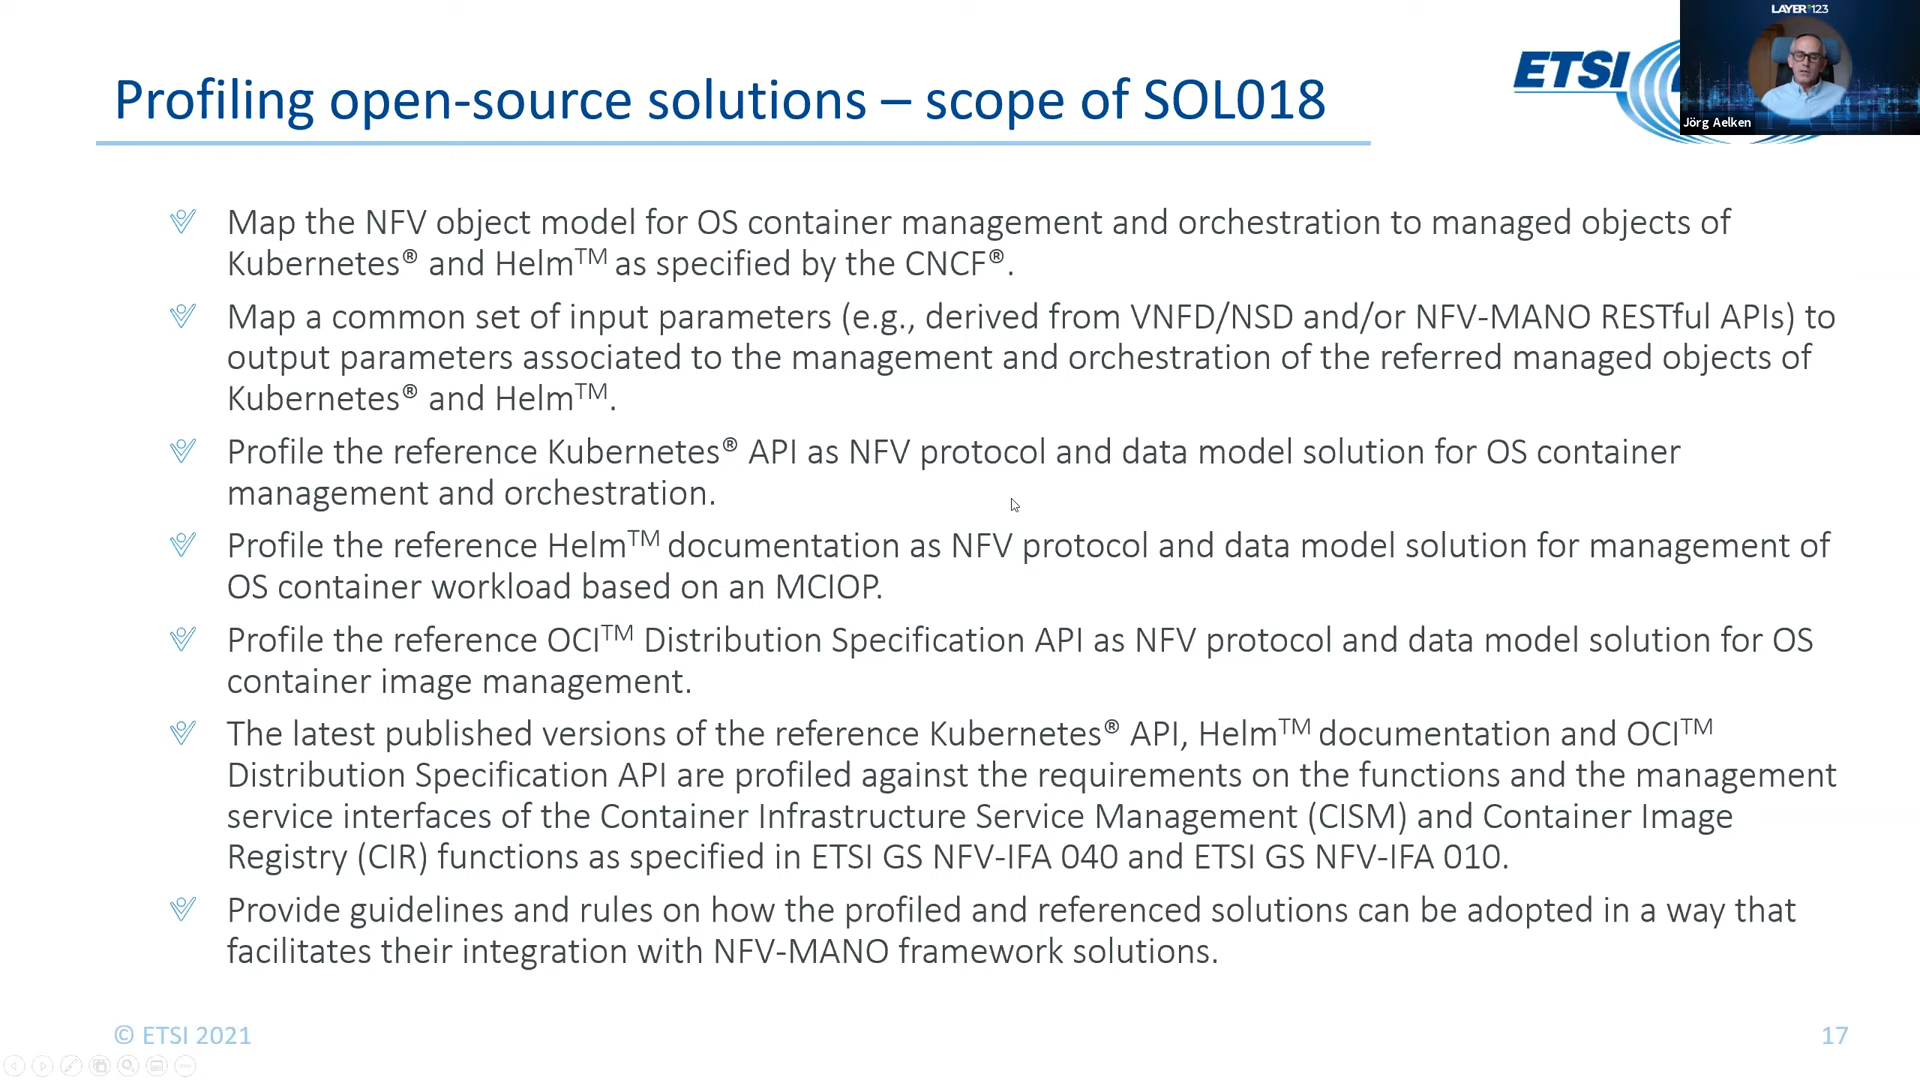 LAYER123
ETSI
Jörg Aelken
Profiling open-source solutions – scope of SOL018
Map the NFV object model for OS container management and orchestration to managed objects of
Kubernetes® and Helm™ as specified by the CNCF®.
Map a common set of input parameters (e.g., derived from VNFD/NSD and/or NFV-MANO RESTful APIs) to
output parameters associated to the management and orchestration of the referred managed objects of
Kubernetes® and Helm™.
Profile the reference Kubernetes® API as NFV protocol and data model solution for OS container
management and orchestration.
Profile the reference Helm™ documentation as NFV protocol and data model solution for management of
OS container workload based on an MCIOP.
Profile the reference OCI™ Distribution Specification API as NFV protocol and data model solution for OS
container image management.
The latest published versions of the reference Kubernetes® API, Helm™ documentation and OCI™
Distribution Specification API are profiled against the requirements on the functions and the management
service interfaces of the Container Infrastructure Service Management (CISM) and Container Image
Registry (CIR) functions as specified in ETSI GS NFV-IFA 040 and ETSI GS NFV-IFA 010.
Provide guidelines and rules on how the profiled and referenced solutions can be adopted in a way that
facilitates their integration with NFV-MANO framework solutions.
© ETSI 2021
17